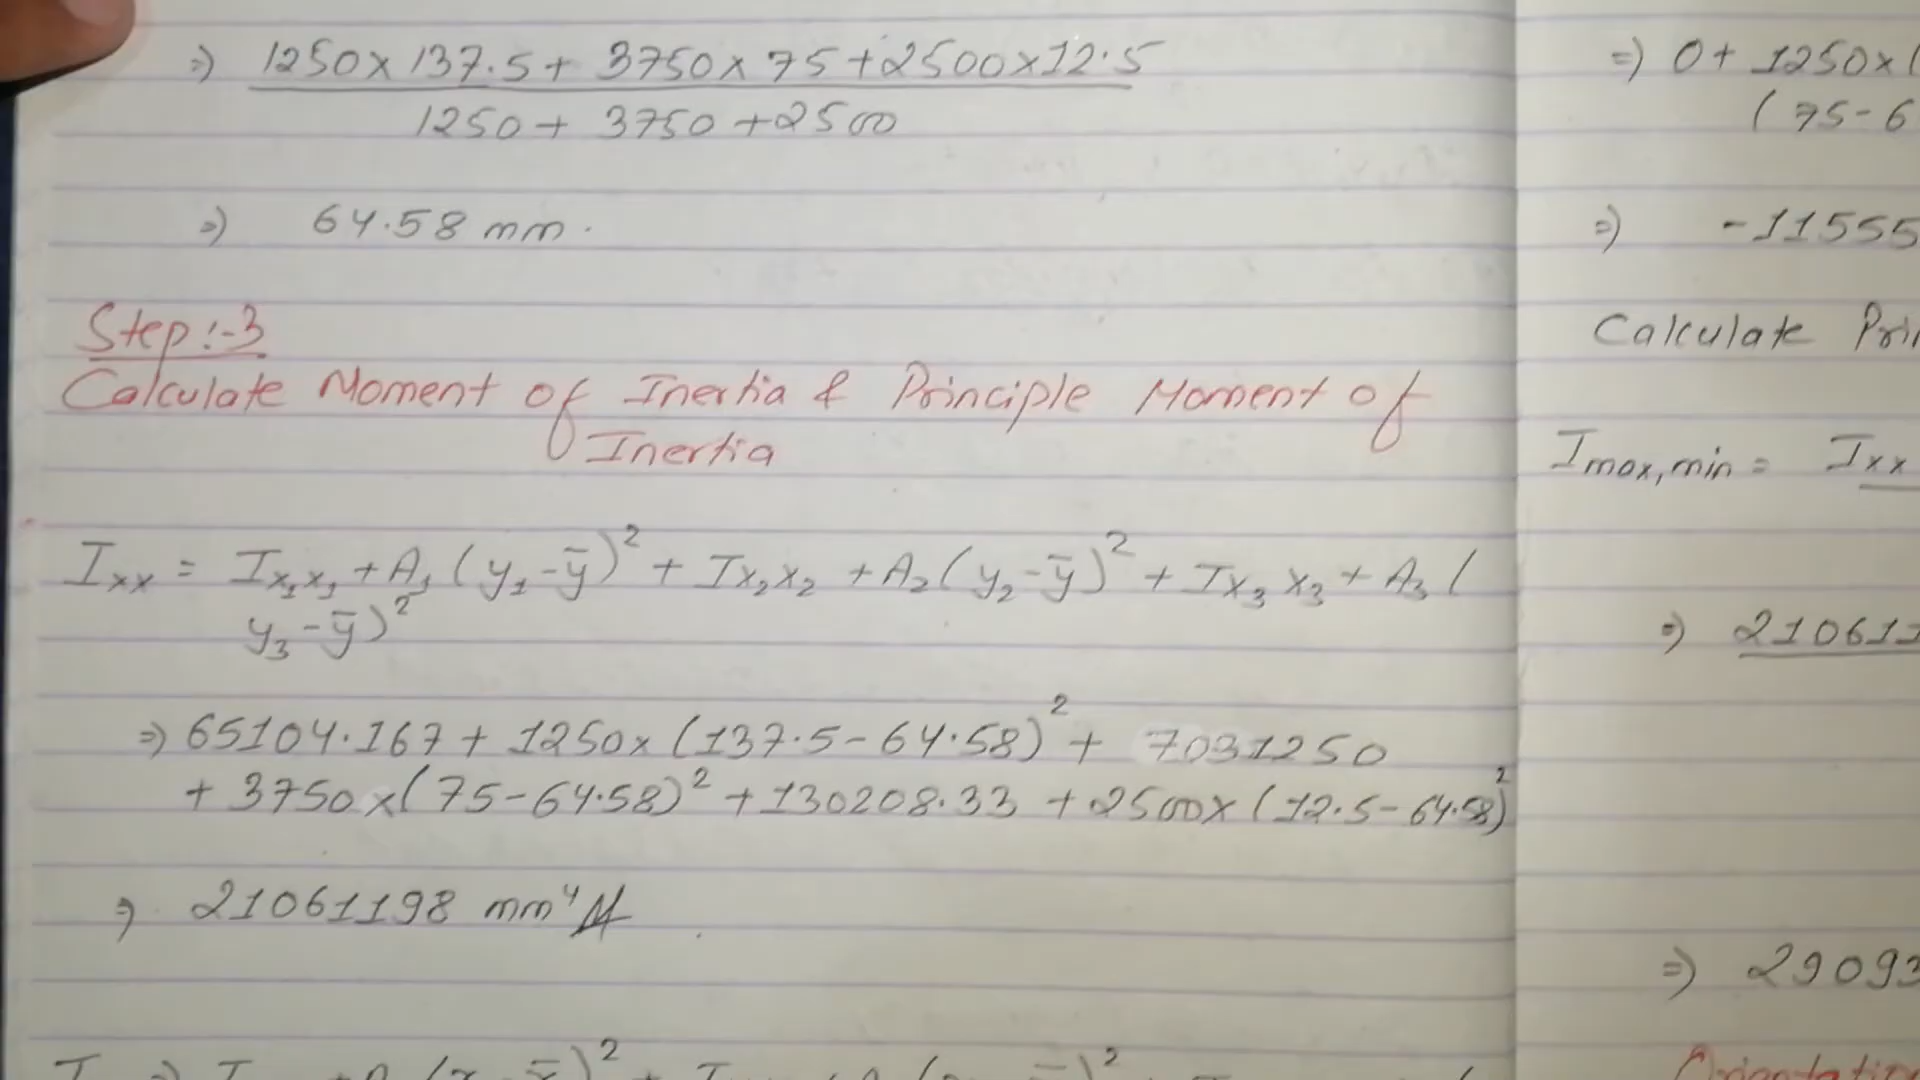 ⇒) 1250 x 137.5 + 3750 x 75 + 2500 x 12.5
1250 + 3750 + 2500
⇒) 64.58 mm.
Step:-3
Calculate Moment of Inertia & Principle Moment of
Inertia
Ixx = Ix₁x₁ + A₁ (y₁-ȳ)² + Ix₂x₂ + A₂ (y₂-ȳ)² + Ix₃x₃ + A₃ (
y₃-ȳ)²
⇒) 65104.167 + 1250 x (137.5-64.58)² + 7031250
+ 3750 x (75-64.58)² + 130208.33 + 2500 x (12.5-64.58)²
⇒ 21061198 mm⁴
⇒) 0 + 1250 x (
(75-6
⇒) -11555
Calculate Prin
Imax,min = Ixx
⇒) 210611
⇒) 29093
Orientation